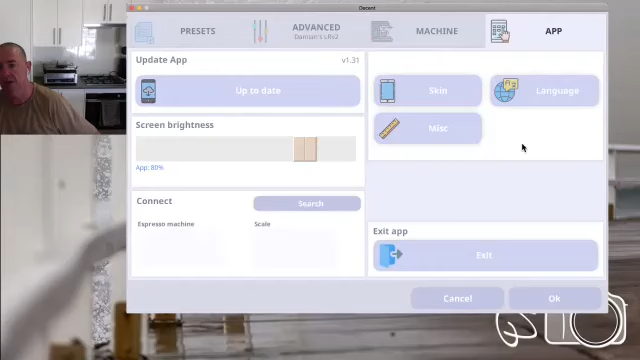 Decent
PRESETS
ADVANCED
Damian's LRv2
MACHINE
APP
Update App
v1.31
Up to date
Skin
Language
Misc
Screen brightness
App: 80%
Connect
Search
Espresso machine
Scale
Exit app
Exit
Cancel
Ok